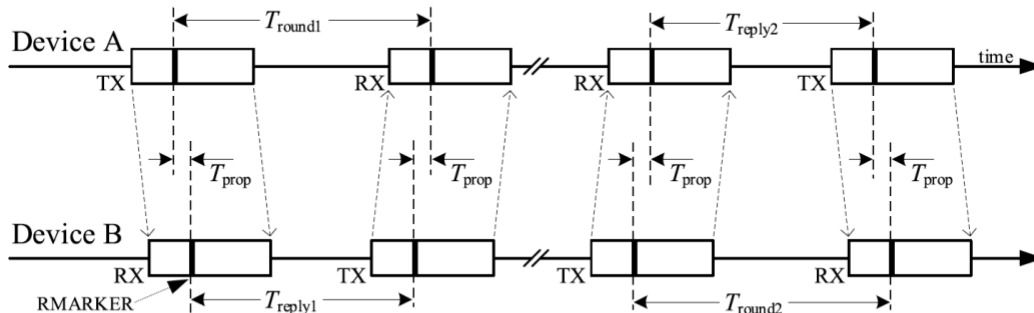 T_round1 T_reply2
Device A
time
TX RX RX TX
T_prop T_prop T_prop T_prop
Device B
RX TX TX RX
RMARKER
T_reply1 T_round2